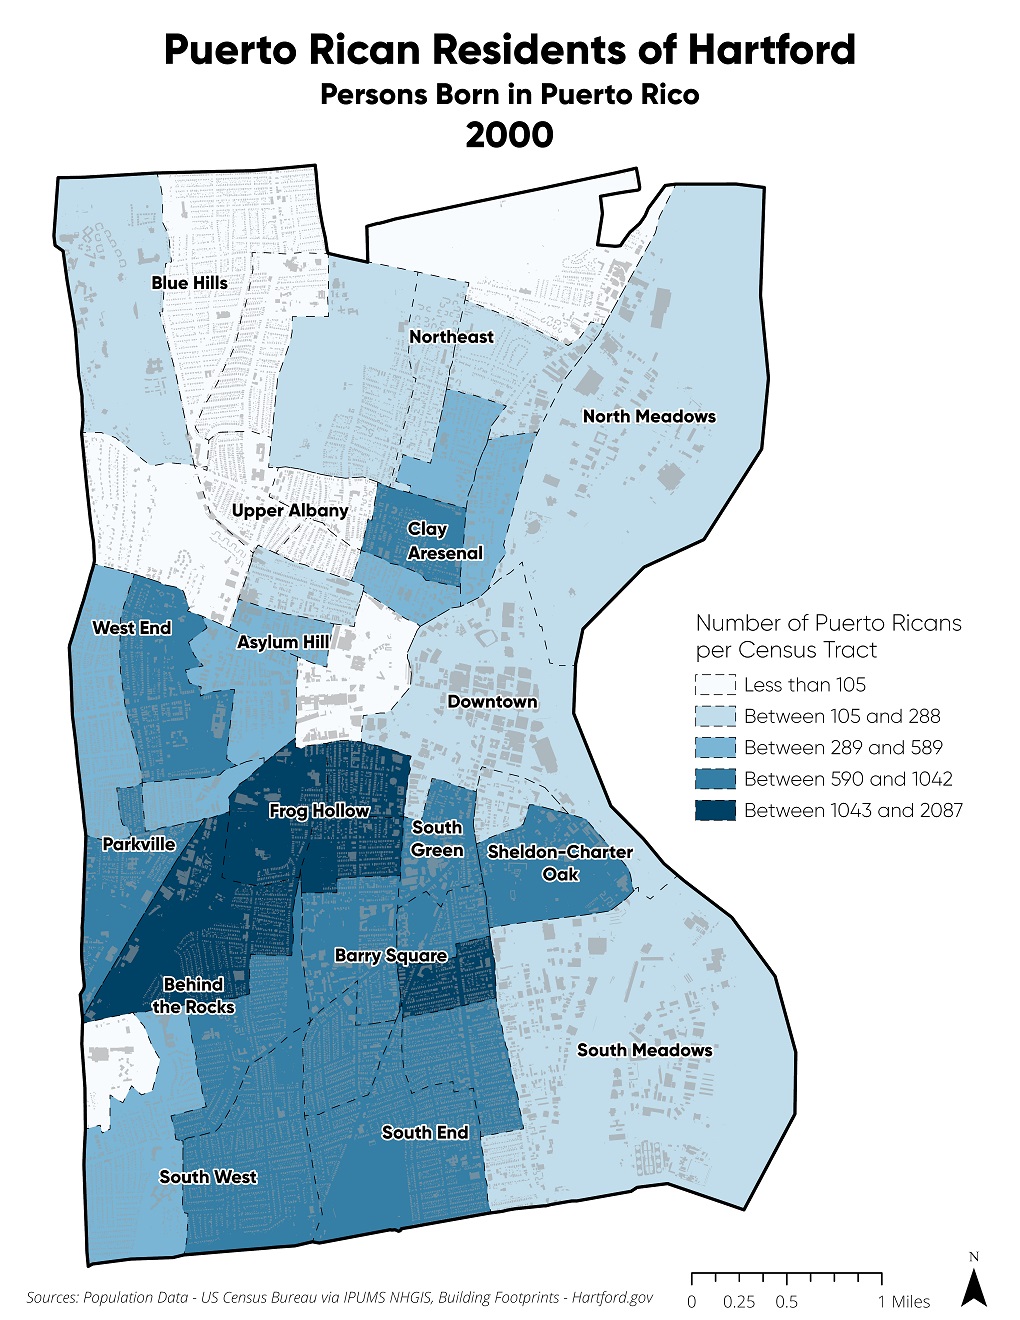 Puerto Rican Residents of Hartford
Persons Born in Puerto Rico
2000
Blue Hills
Northeast
North Meadows
Upper Albany
Clay
Aresenal
West End
Asylum Hill
Downtown
Number of Puerto Ricans
per Census Tract
Less than 105
Between 105 and 288
Between 289 and 589
Between 590 and 1042
Between 1043 and 2087
Frog Hollow
Parkville
South
Green
Sheldon-Charter
Oak
Barry Square
Behind
the Rocks
South Meadows
South End
South West
Sources: Population Data - US Census Bureau via IPUMS NHGIS, Building Footprints - Hartford.gov
0 0.25 0.5 1 Miles
N